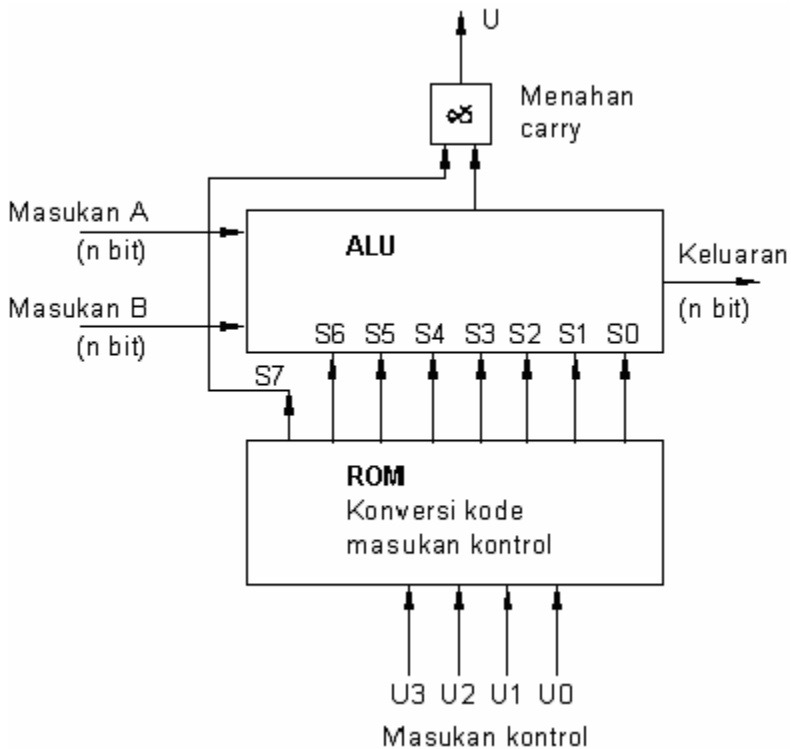 U
&
Menahan
carry
Masukan A
(n bit)
ALU
Keluaran
(n bit)
Masukan B
(n bit)
S6 S5 S4 S3 S2 S1 S0
S7
ROM
Konversi kode
masukan kontrol
U3 U2 U1 U0
Masukan kontrol